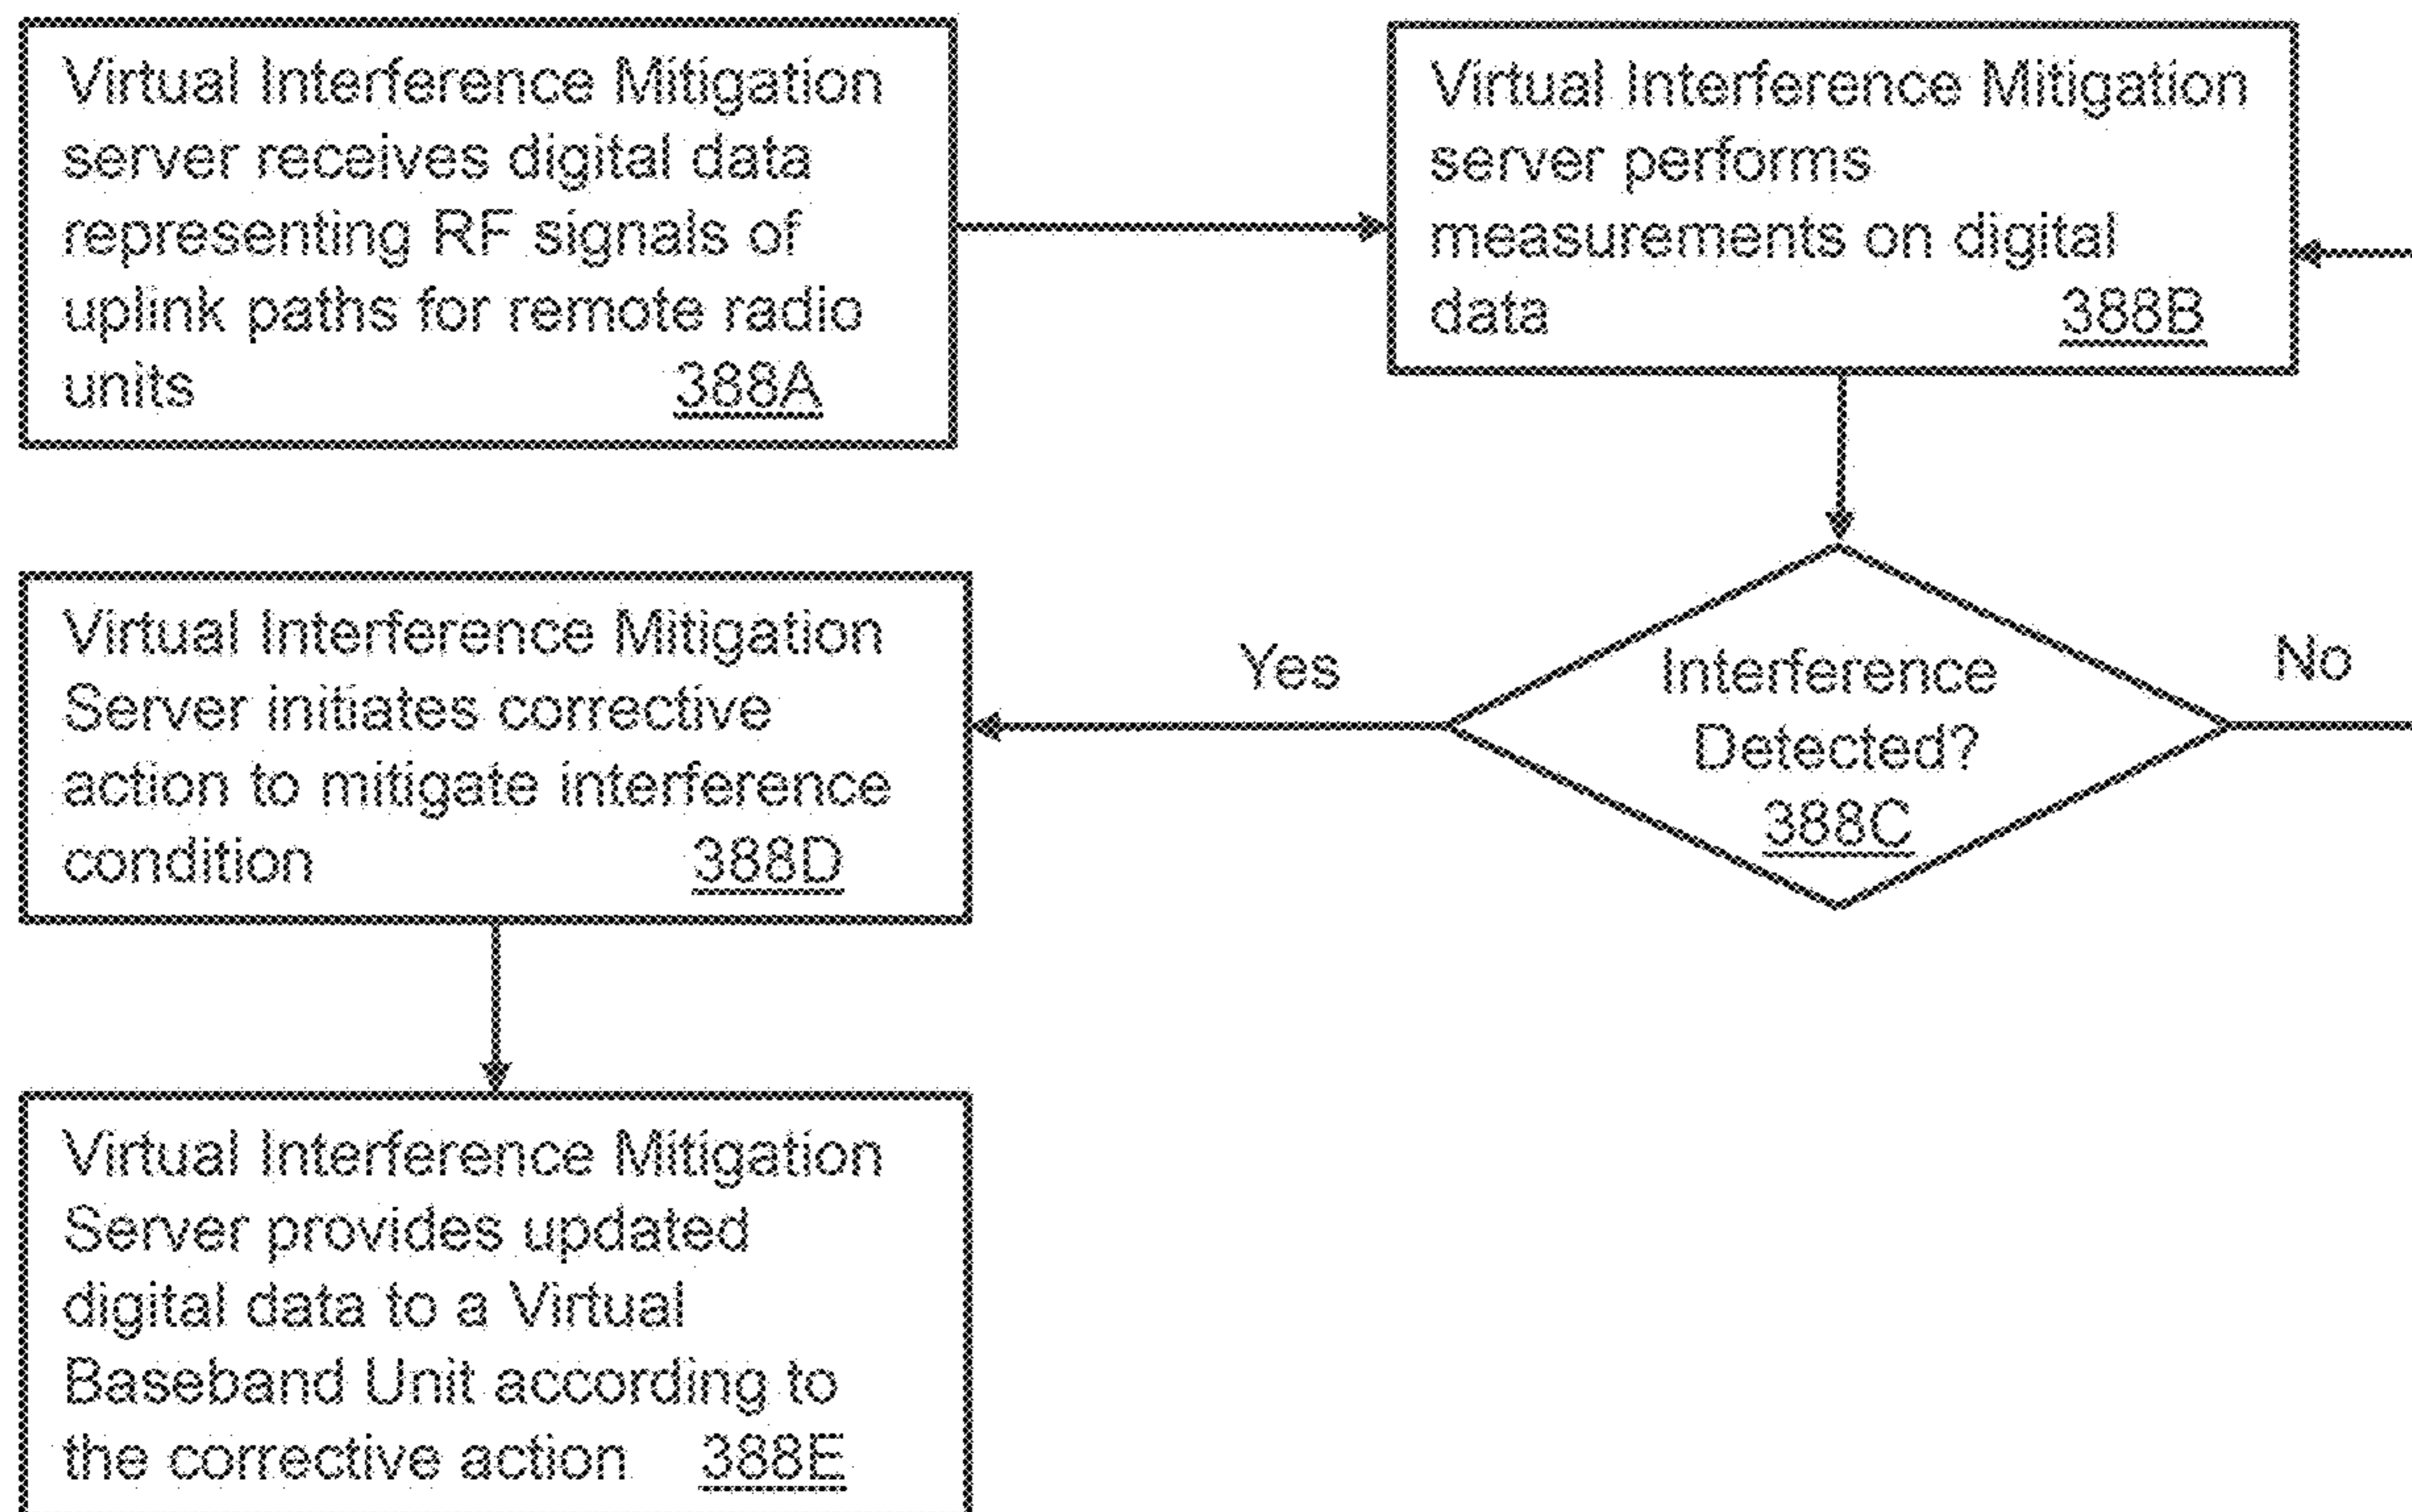 Virtual Interference Mitigation
server receives digital data
representing RF signals of
uplink paths for remote radio
units 388A
Virtual Interference Mitigation
server performs
measurements on digital
data 388B
Interference
Detected?
388C
Yes
No
Virtual Interference Mitigation
Server initiates corrective
action to mitigate interference
condition 388D
Virtual Interference Mitigation
Server provides updated
digital data to a Virtual
Baseband Unit according to
the corrective action 388E